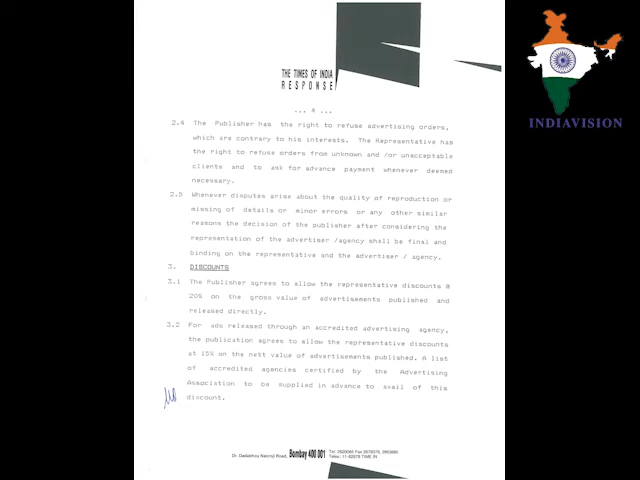 THE TIMES OF INDIA
RESPONSE
INDIAVISION
... 4 ...
2.4 The Publisher has the right to refuse advertising orders,
which are contrary to his interests. The Representative has
the right to refuse orders from unknown and /or unacceptable
clients and to ask for advance payment whenever deemed
necessary.
2.5 Whenever disputes arise about the quality of reproduction or
missing of details or minor errors or any other similar
reasons the decision of the publisher after considering the
representation of the advertiser /agency shall be final and
binding on the representative and the advertiser / agency.
3. DISCOUNTS
3.1 The Publisher agrees to allow the representative discounts @
20% on the gross value of advertisements published and
released directly.
3.2 For ads released through an accredited advertising agency,
the publication agrees to allow the representative discounts
at 15% on the nett value of advertisements published. A list
of accredited agencies certified by the Advertising
Association to be supplied in advance to avail of this
discount.
Dr. Dadabhoy Naoroji Road, Bombay 400 001